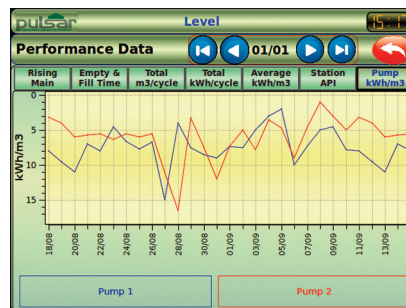 pulsar
Level
15:1
Performance Data
01/01
Rising Main
Empty & Fill Time
Total m3/cycle
Total kWh/cycle
Average kWh/m3
Station API
Pump kWh/m3
kWh/m3
0
5
10
15
18/08
20/08
22/08
24/08
26/08
28/08
30/08
01/09
03/09
05/09
07/09
09/09
11/09
13/09
Pump 1
Pump 2